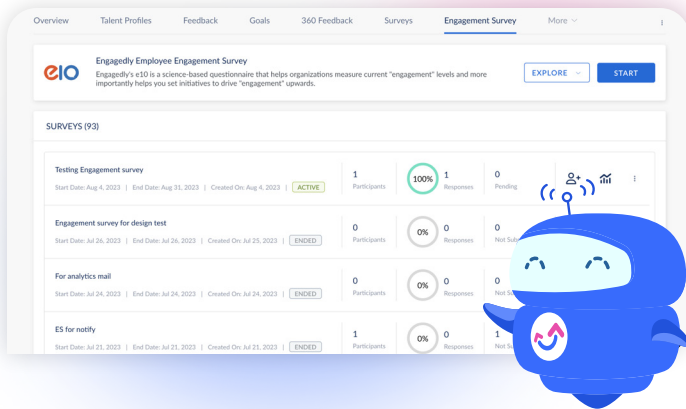 Overview Talent Profiles Feedback Goals 360 Feedback Surveys Engagement Survey More
e10
Engagedly Employee Engagement Survey
Engagedly's e10 is a science-based questionnaire that helps organizations measure current "engagement" levels and more
importantly helps you set initiatives to drive "engagement" upwards.
EXPLORE START
SURVEYS (93)
Testing Engagement survey
Start Date: Aug 4, 2023 | End Date: Aug 31, 2023 | Created On: Aug 4, 2023 | ACTIVE
1 Participants
100%
1 Responses
0 Pending
Engagement survey for design test
Start Date: Jul 26, 2023 | End Date: Jul 26, 2023 | Created On: Jul 25, 2023 | ENDED
0 Participants
0%
0 Responses
0 Not Sub
For analytics mail
Start Date: Jul 24, 2023 | End Date: Jul 24, 2023 | Created On: Jul 24, 2023 | ENDED
0 Participants
0%
0 Responses
0 Not Su
ES for notify
Start Date: Jul 21, 2023 | End Date: Jul 21, 2023 | Created On: Jul 21, 2023 | ENDED
1 Participants
0%
0 Responses
1 Not Su